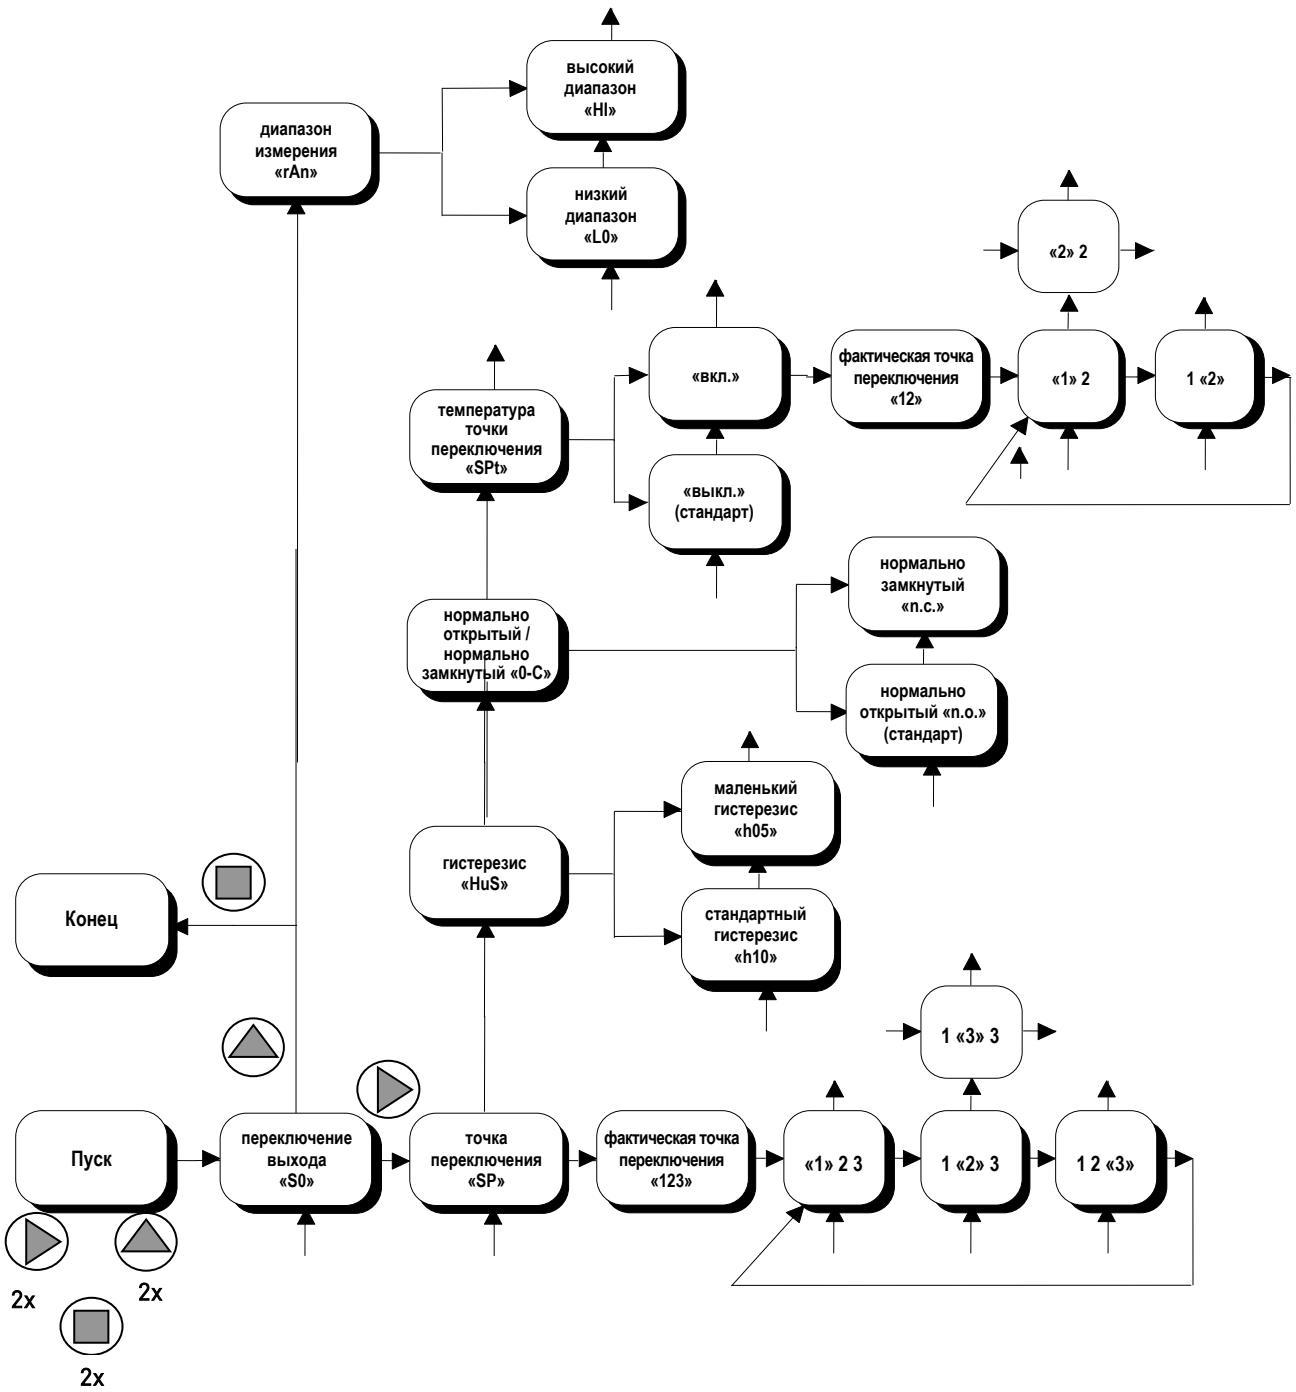 высокий
диапазон
«HI»
диапазон
измерения
«rAn»
низкий
диапазон
«L0»
«2» 2
«вкл.»
фактическая точка
переключения
«12»
«1» 2
1 «2»
температура
точки
переключения
«SPt»
«выкл.»
(стандарт)
нормально
замкнутый
«n.c.»
нормально
открытый /
нормально
замкнутый «0-C»
нормально
открытый «n.o.»
(стандарт)
маленький
гистерезис
«h05»
гистерезис
«HuS»
стандартный
гистерезис
«h10»
Конец
1 «3» 3
Пуск
переключение
выхода
«S0»
точка
переключения
«SP»
фактическая точка
переключения
«123»
«1» 2 3
1 «2» 3
1 2 «3»
2x
2x
2x